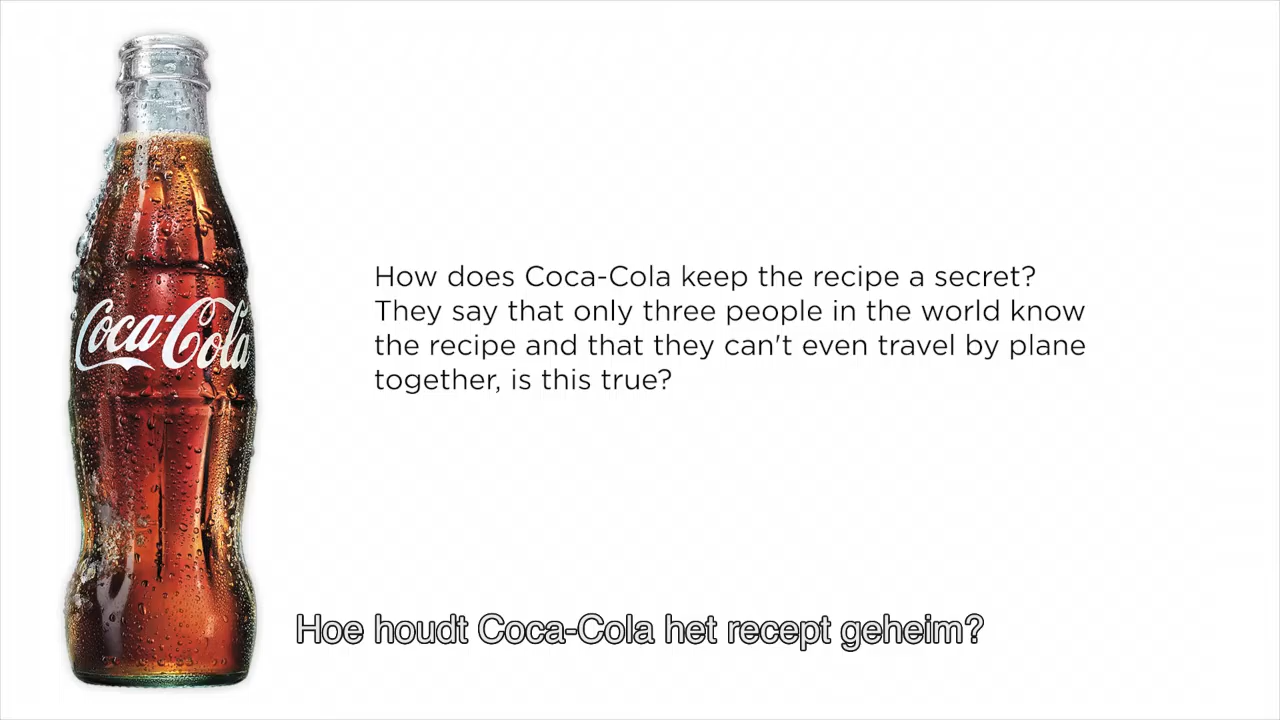 Coca-Cola
How does Coca-Cola keep the recipe a secret?
They say that only three people in the world know
the recipe and that they can't even travel by plane
together, is this true?
Hoe houdt Coca-Cola het recept geheim?